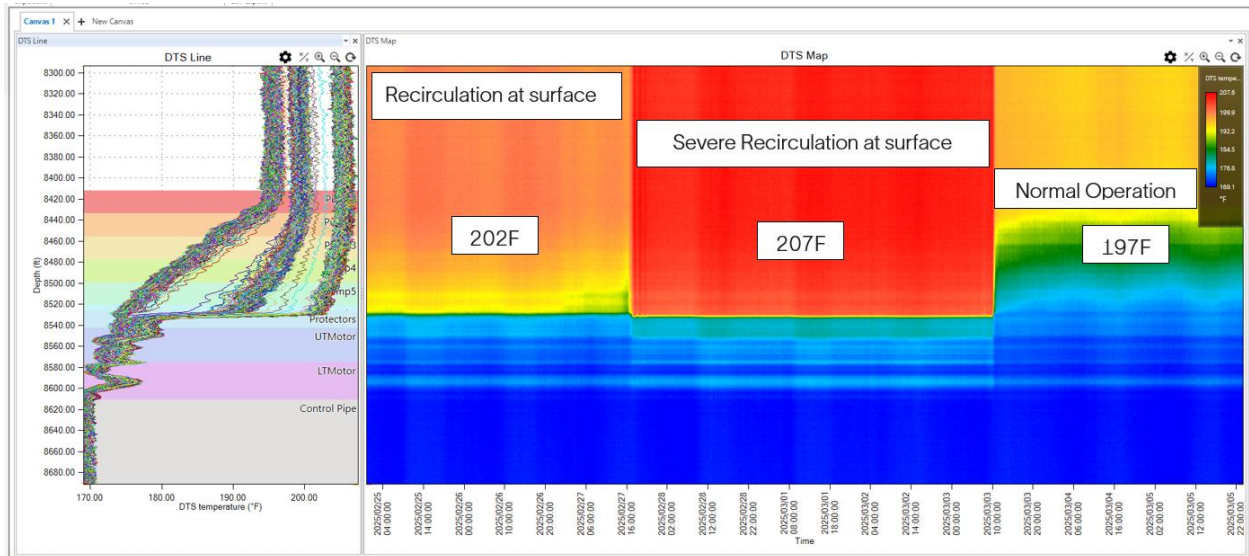 Canvas 1
New Canvas
DTS Line
DTS Map
DTS Line
DTS Map
8300.00
8320.00
8340.00
8360.00
8380.00
8400.00
8420.00
8440.00
8460.00
8480.00
8500.00
8520.00
8540.00
8560.00
8580.00
8600.00
8620.00
8640.00
8660.00
8680.00
Depth (ft)
Protectors
UTMotor
LTMotor
Control Pipe
170.00 180.00 190.00 200.00
DTS temperature (°F)
Recirculation at surface
Severe Recirculation at surface
Normal Operation
202F
207F
197F
DTS tempe...
207.6
199.9
192.2
184.5
176.8
169.1
°F
2025/02/25 04:00:00
2025/02/25 14:00:00
2025/02/26 00:00:00
2025/02/26 10:00:00
2025/02/26 20:00:00
2025/02/27 06:00:00
2025/02/27 16:00:00
2025/02/28 02:00:00
2025/02/28 12:00:00
2025/02/28 22:00:00
2025/03/01 08:00:00
2025/03/01 18:00:00
2025/03/02 04:00:00
2025/03/02 14:00:00
2025/03/03 00:00:00
2025/03/03 10:00:00
2025/03/03 20:00:00
2025/03/04 06:00:00
2025/03/04 16:00:00
2025/03/05 02:00:00
2025/03/05 12:00:00
2025/03/05 22:00:00
Time